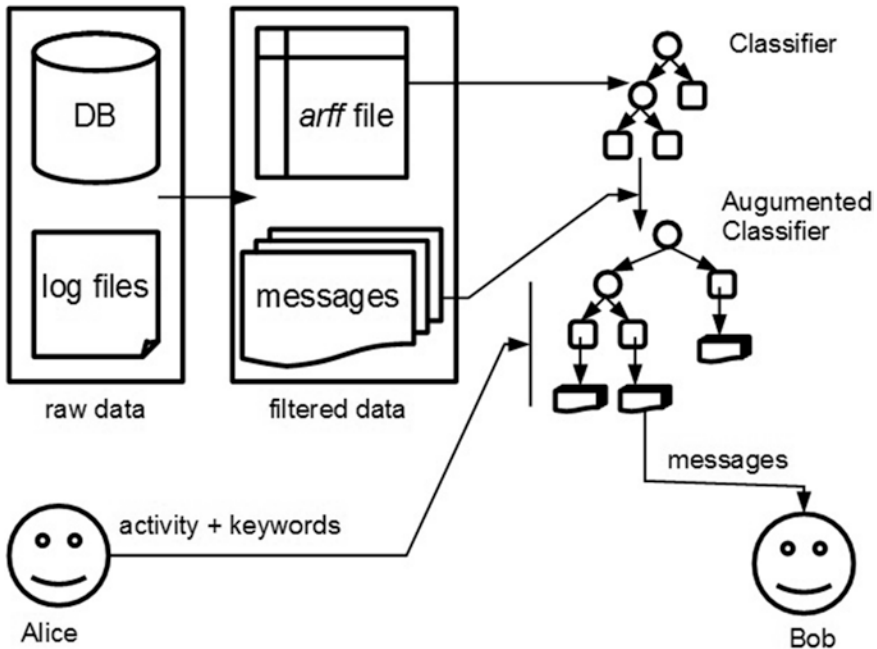 DB
log files
raw data
arff file
messages
filtered data
Classifier
Augumented
Classifier
activity + keywords
messages
Alice
Bob